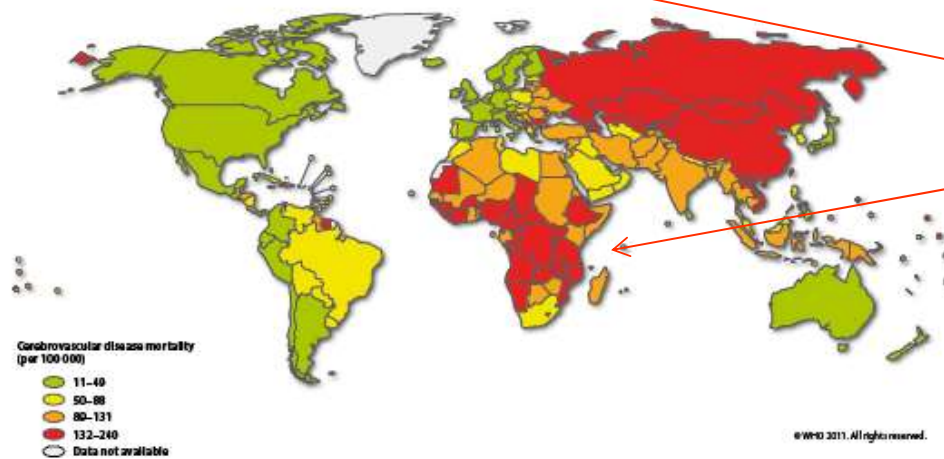 Cerebrovascular disease mortality
(per 100 000)
11–49
50–88
89–131
132–240
Data not available
©WHO 2011. All rights reserved.